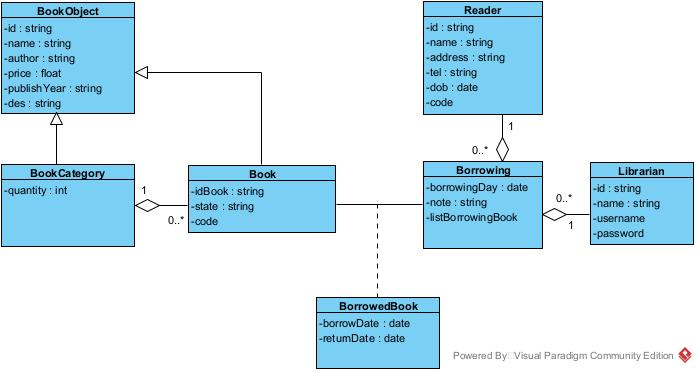 BookObject
-id : string
-name : string
-author : string
-price : float
-publishYear : string
-des : string
Reader
-id : string
-name : string
-address : string
-tel : string
-dob : date
-code
1
0..*
BookCategory
-quantity : int
1
0..*
Book
-idBook : string
-state : string
-code
Borrowing
-borrowingDay : date
-note : string
-listBorrowingBook
0..*
1
Librarian
-id : string
-name : string
-username
-password
BorrowedBook
-borrowDate : date
-returnDate : date
Powered By Visual Paradigm Community Edition